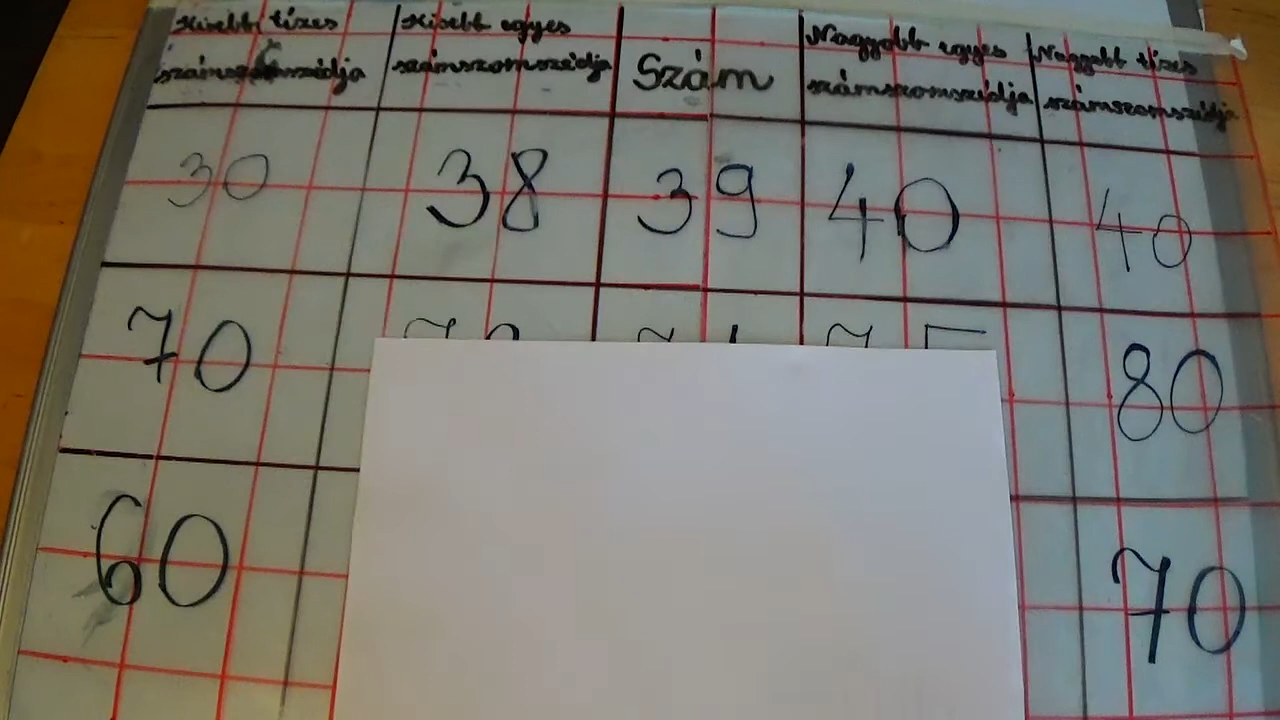 Kisebb tízes számszomszédja
Kisebb egyes számszomszédja
Szám
Nagyobb egyes számszomszédja
Nagyobb tízes számszomszédja
30 38 39 40 40
70 80
60 70